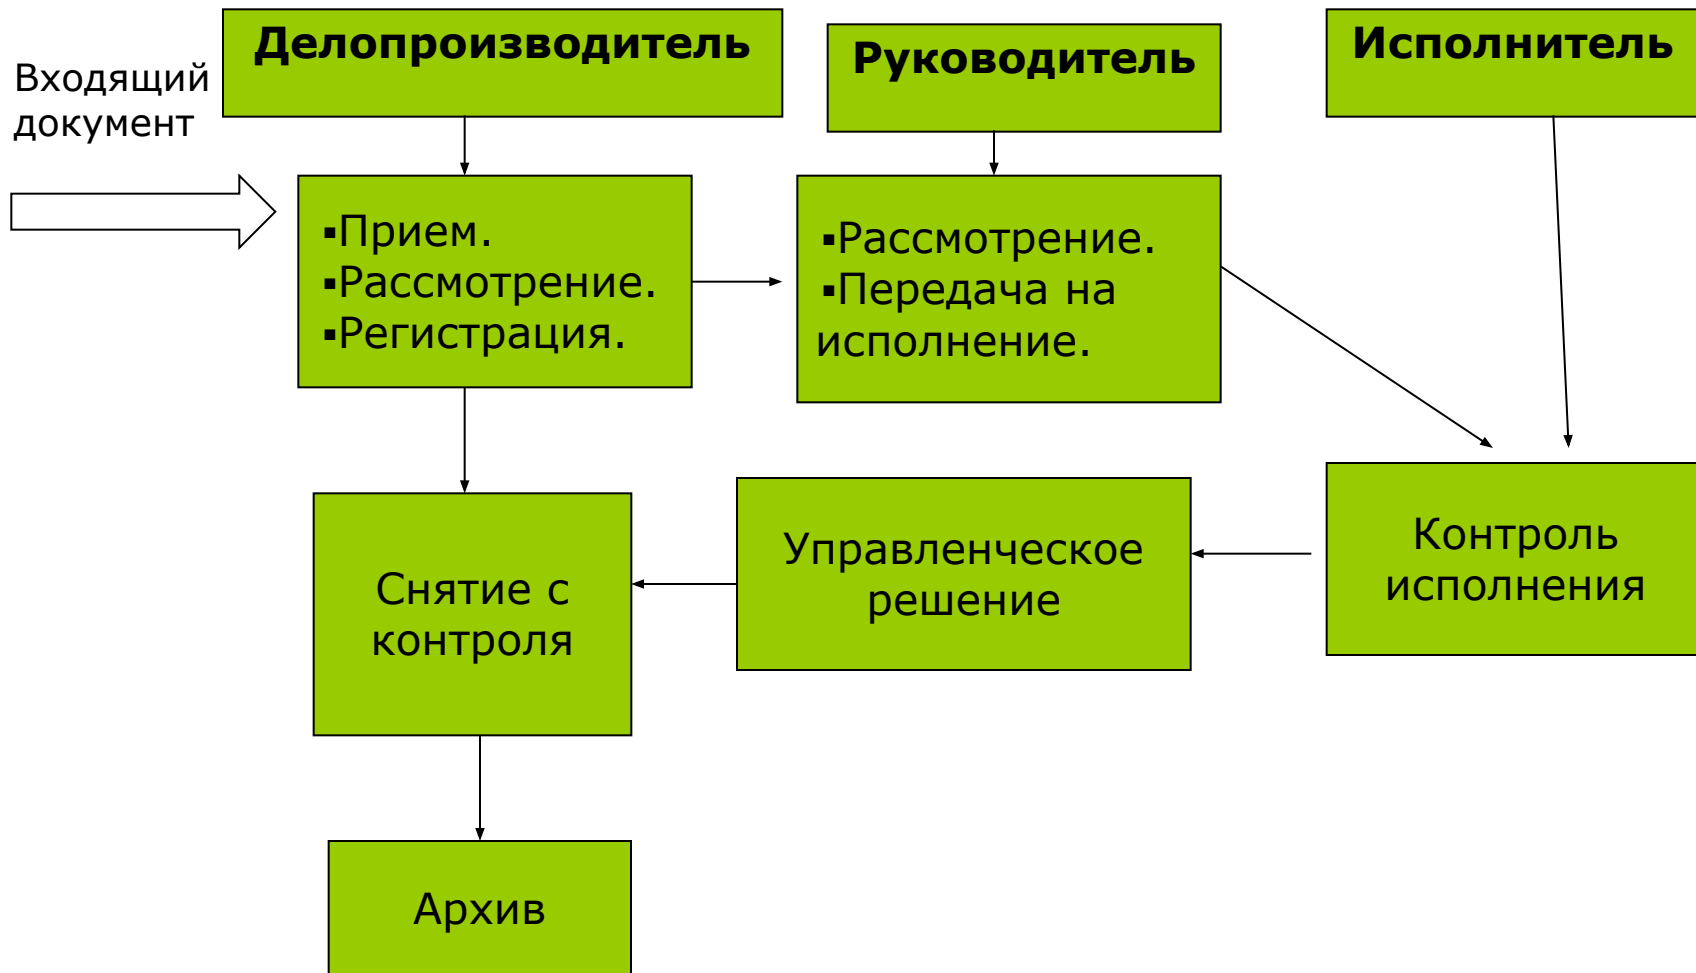 Делопроизводитель
Руководитель
Исполнитель
Входящий
документ
▪Прием.
▪Рассмотрение.
▪Регистрация.
▪Рассмотрение.
▪Передача на
исполнение.
Снятие с
контроля
Управленческое
решение
Контроль
исполнения
Архив